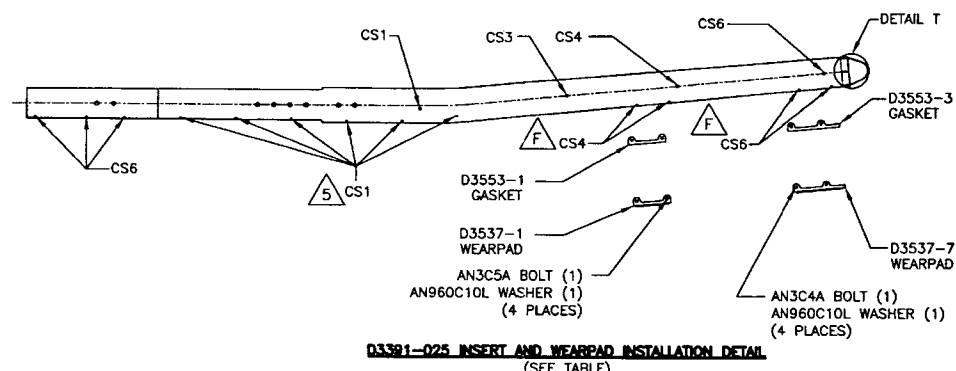 DETAIL T
CS6
CS4
CS3
CS1
D3553-3
GASKET
F
F
CS4
CS6
CS6
5
CS1
D3553-1
GASKET
D3537-1
WEARPAD
D3537-7
WEARPAD
AN3C5A BOLT (1)
AN960C10L WASHER (1)
(4 PLACES)
AN3C4A BOLT (1)
AN960C10L WASHER (1)
(4 PLACES)
D3391-025 INSERT AND WEARPAD INSTALLATION DETAIL
(SEE TABLE)